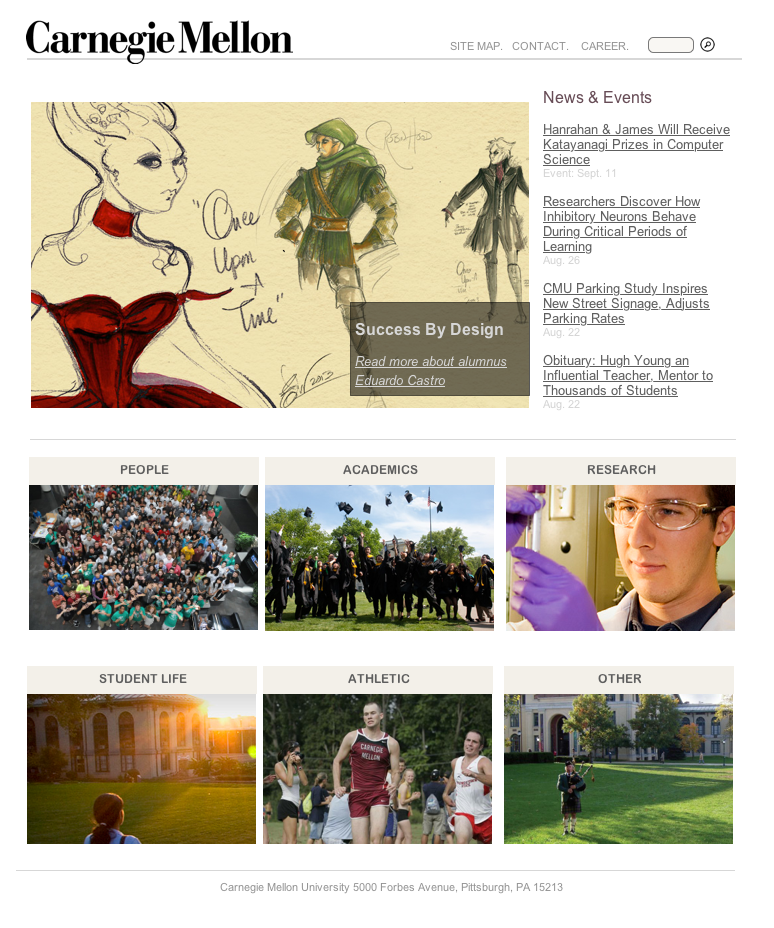 Carnegie Mellon
SITE MAP. CONTACT. CAREER.
"Once
Upon
A
Time"
Robin Hood
2013
Success By Design
Read more about alumnus
Eduardo Castro
News & Events
Hanrahan & James Will Receive
Katayanagi Prizes in Computer
Science
Event: Sept. 11
Researchers Discover How
Inhibitory Neurons Behave
During Critical Periods of
Learning
Aug. 26
CMU Parking Study Inspires
New Street Signage, Adjusts
Parking Rates
Aug. 22
Obituary: Hugh Young an
Influential Teacher, Mentor to
Thousands of Students
Aug. 22
PEOPLE
ACADEMICS
RESEARCH
STUDENT LIFE
ATHLETIC
OTHER
CARNEGIE
MELLON
Carnegie Mellon University 5000 Forbes Avenue, Pittsburgh, PA 15213